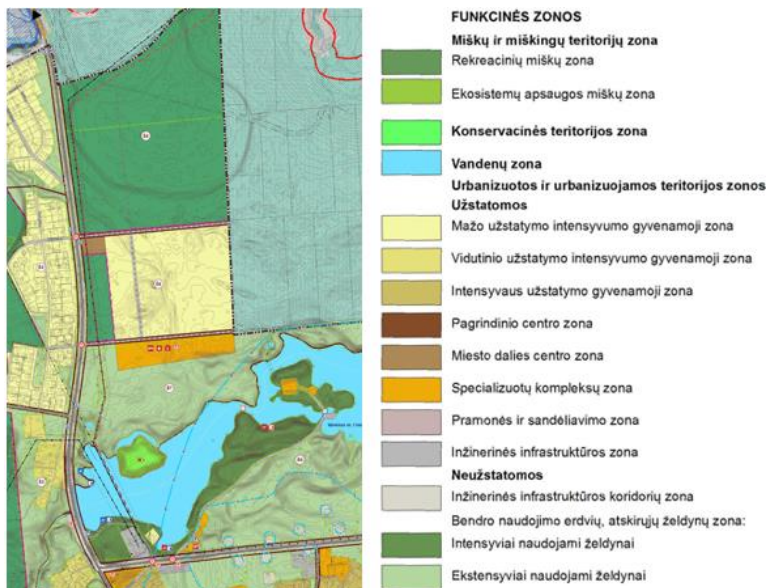 FUNKCINĖS ZONOS
Miškų ir miškingų teritorijų zona
Rekreacinių miškų zona
Ekosistemų apsaugos miškų zona
Konservacinės teritorijos zona
Vandenų zona
Urbanizuotos ir urbanizuojamos teritorijos zonos
Užstatomos
Mažo užstatymo intensyvumo gyvenamoji zona
Vidutinio užstatymo intensyvumo gyvenamoji zona
Intensyvaus užstatymo gyvenamoji zona
Pagrindinio centro zona
Miesto dalies centro zona
Specializuotų kompleksų zona
Pramonės ir sandėliavimo zona
Inžinerinės infrastruktūros zona
Neužstatomos
Inžinerinės infrastruktūros koridorių zona
Bendro naudojimo erdvių, atskirųjų želdynų zona:
Intensyviai naudojami želdynai
Ekstensyviai naudojami želdynai